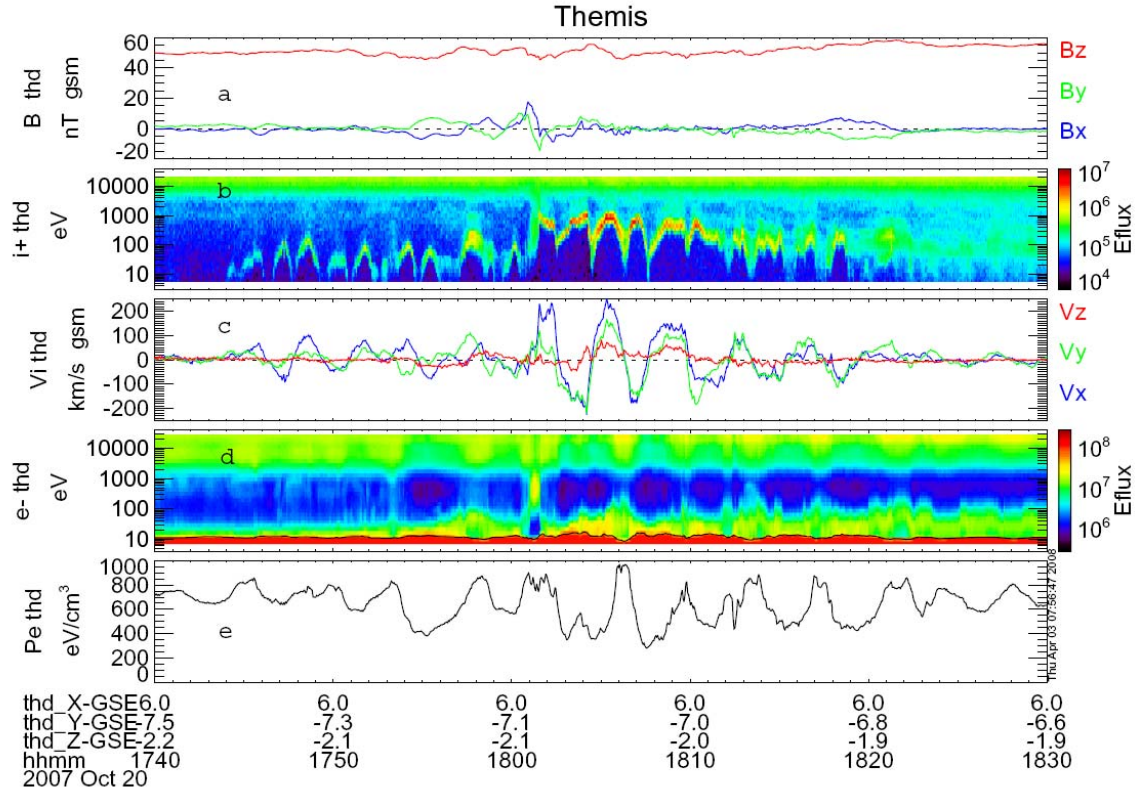 Themis
B thd
nT gsm
60
40
20
0
-20
a
Bz
By
Bx
i+ thd
eV
10000
1000
100
10
b
10^7
10^6
10^5
10^4
Eflux
Vi thd
km/s gsm
200
100
0
-100
-200
c
Vz
Vy
Vx
e- thd
eV
10000
1000
100
10
d
10^8
10^7
10^6
Eflux
Pe thd
eV/cm^3
1000
800
600
400
200
0
e
Thu Apr 03 07:56:47 2008
thd_X-GSE 6.0 6.0 6.0 6.0 6.0 6.0
thd_Y-GSE -7.5 -7.3 -7.1 -7.0 -6.8 -6.6
thd_Z-GSE -2.2 -2.1 -2.1 -2.0 -1.9 -1.9
hhmm 1740 1750 1800 1810 1820 1830
2007 Oct 20